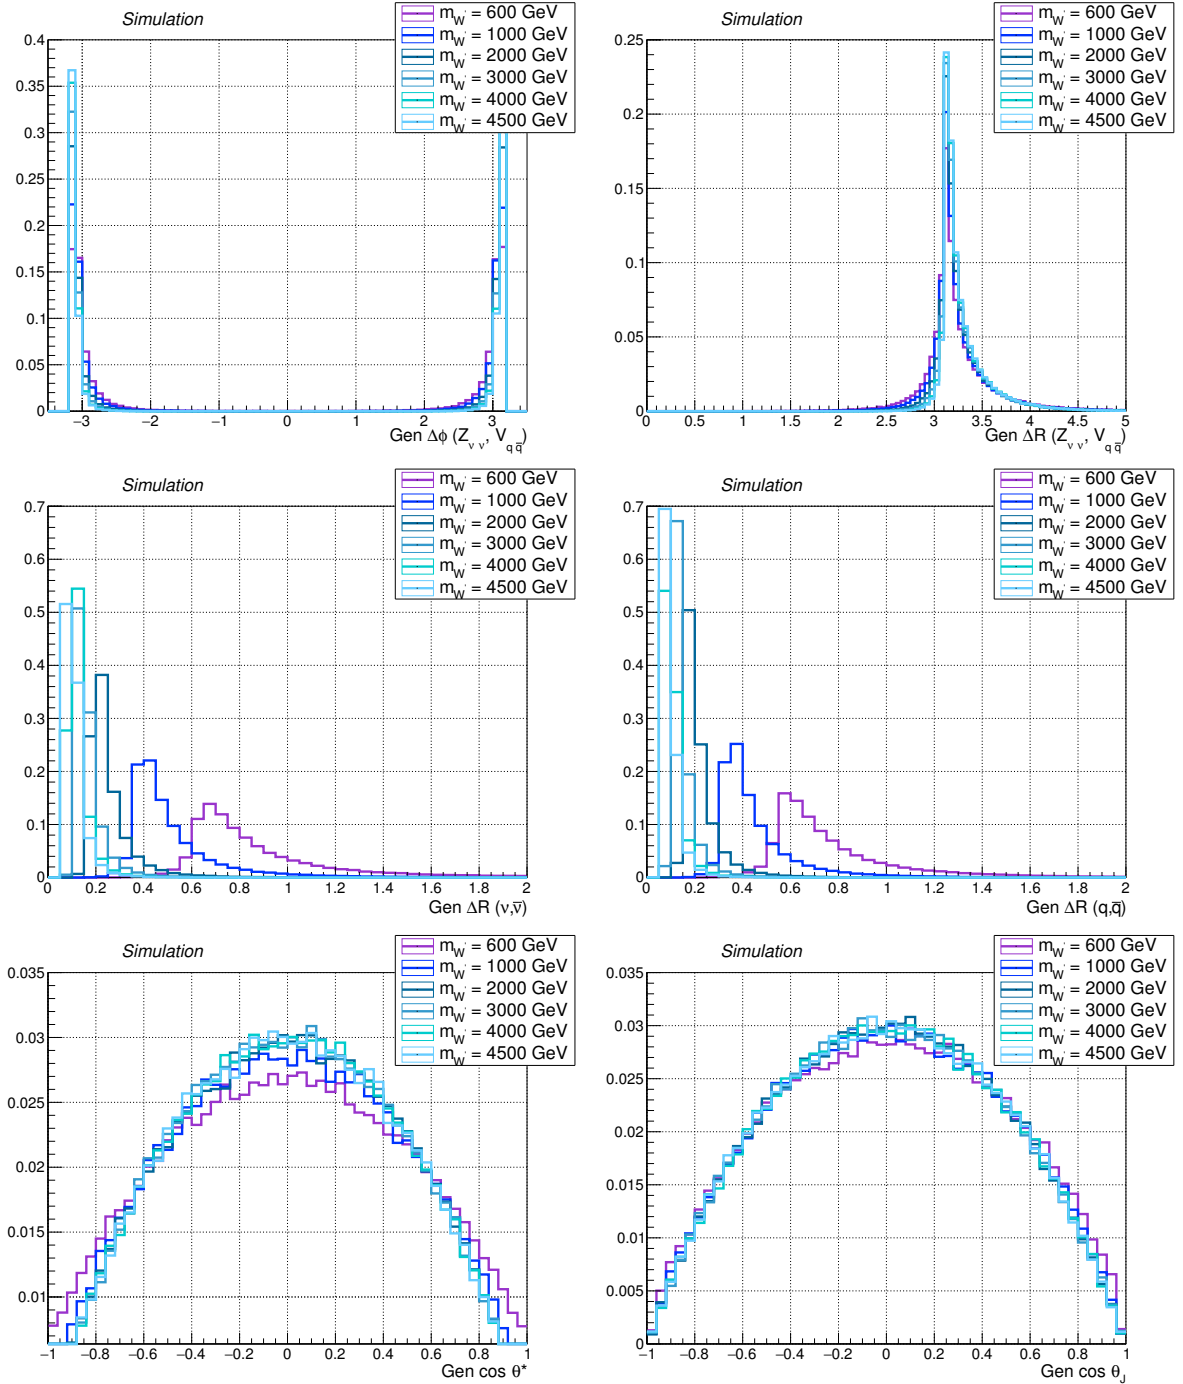 Simulation
m_W' = 600 GeV
m_W' = 1000 GeV
m_W' = 2000 GeV
m_W' = 3000 GeV
m_W' = 4000 GeV
m_W' = 4500 GeV
0.4
0.35
0.3
0.25
0.2
0.15
0.1
0.05
0
−3 −2 −1 0 1 2 3
Gen Δϕ (Z_νν, V_qq̅)
Simulation
m_W' = 600 GeV
m_W' = 1000 GeV
m_W' = 2000 GeV
m_W' = 3000 GeV
m_W' = 4000 GeV
m_W' = 4500 GeV
0.25
0.2
0.15
0.1
0.05
0
0 0.5 1 1.5 2 2.5 3 3.5 4 4.5 5
Gen ΔR (Z_νν, V_qq̅)
Simulation
m_W' = 600 GeV
m_W' = 1000 GeV
m_W' = 2000 GeV
m_W' = 3000 GeV
m_W' = 4000 GeV
m_W' = 4500 GeV
0.7
0.6
0.5
0.4
0.3
0.2
0.1
0
0 0.2 0.4 0.6 0.8 1 1.2 1.4 1.6 1.8 2
Gen ΔR (ν,ν̅)
Simulation
m_W' = 600 GeV
m_W' = 1000 GeV
m_W' = 2000 GeV
m_W' = 3000 GeV
m_W' = 4000 GeV
m_W' = 4500 GeV
0.7
0.6
0.5
0.4
0.3
0.2
0.1
0
0 0.2 0.4 0.6 0.8 1 1.2 1.4 1.6 1.8 2
Gen ΔR (q,q̅)
Simulation
m_W' = 600 GeV
m_W' = 1000 GeV
m_W' = 2000 GeV
m_W' = 3000 GeV
m_W' = 4000 GeV
m_W' = 4500 GeV
0.035
0.03
0.025
0.02
0.015
0.01
−1 −0.8 −0.6 −0.4 −0.2 0 0.2 0.4 0.6 0.8 1
Gen cos θ*
Simulation
m_W' = 600 GeV
m_W' = 1000 GeV
m_W' = 2000 GeV
m_W' = 3000 GeV
m_W' = 4000 GeV
m_W' = 4500 GeV
0.035
0.03
0.025
0.02
0.015
0.01
0.005
0
−1 −0.8 −0.6 −0.4 −0.2 0 0.2 0.4 0.6 0.8 1
Gen cos θ_J